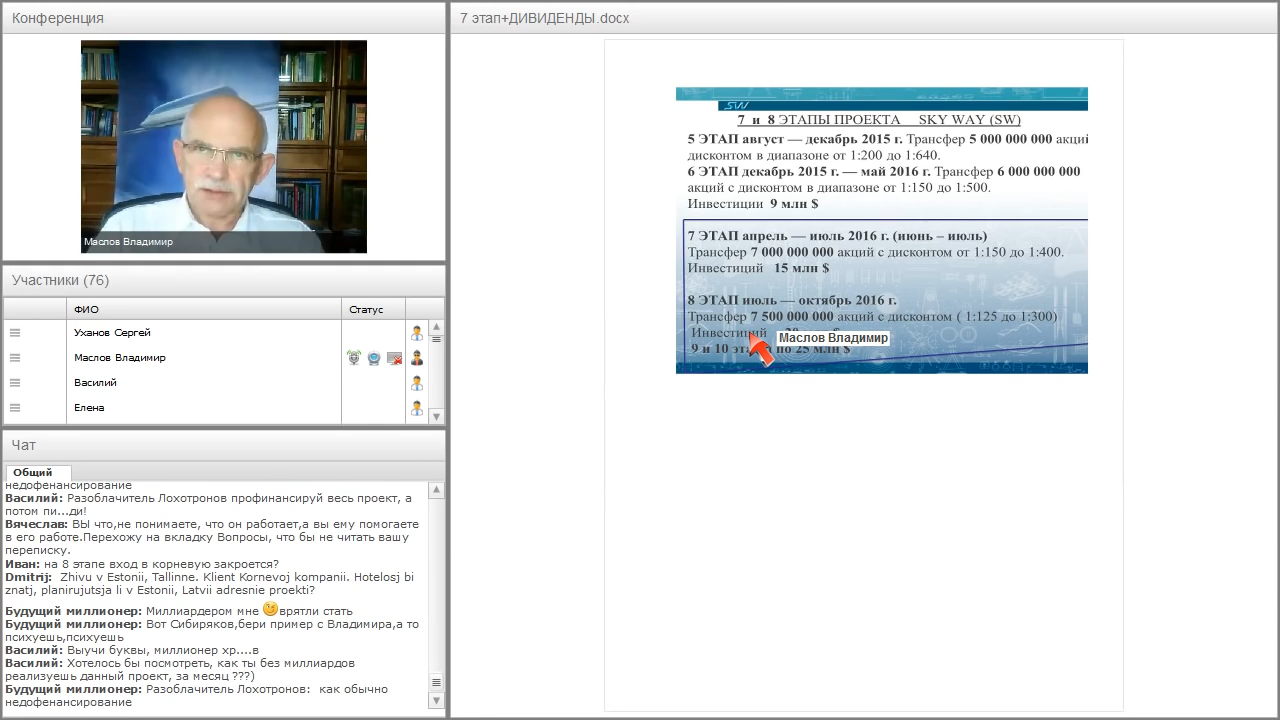 Конференция
Маслов Владимир
Участники (76)
ФИО
Статус
Уханов Сергей
Маслов Владимир
Василий
Елена
Чат
Общий
недофенансирование
Василий: Разоблачитель Лохотронов профинансируй весь проект, а
потом пи...ди!
Вячеслав: ВЫ что,не понимаете, что он работает,а вы ему помогаете
в его работе.Перехожу на вкладку Вопросы, что бы не читать вашу
переписку.
Иван: на 8 этапе вход в корневую закроется?
Dmitrij: Zhivu v Estonii, Tallinne. Klient Kornevoj kompanii. Hotelosj bi
znatj, planirujutsja li v Estonii, Latvii adresnie proekti?
Будущий миллионер: Миллиардером мне врятли стать
Будущий миллионер: Вот Сибиряков,бери пример с Владимира,а то
психуешь,психуешь
Василий: Выучи буквы, миллионер хр....в
Василий: Хотелось бы посмотреть, как ты без миллиардов
реализуешь данный проект, за месяц ???)
Будущий миллионер: Разоблачитель Лохотронов: как обычно
недофенансирование
7 этап+ДИВИДЕНДЫ.docx
SW
7 и 8 ЭТАПЫ ПРОЕКТА SKY WAY (SW)
5 ЭТАП август — декабрь 2015 г. Трансфер 5 000 000 000 акци
дисконтом в диапазоне от 1:200 до 1:640.
6 ЭТАП декабрь 2015 г. — май 2016 г. Трансфер 6 000 000 000
акций с дисконтом в диапазоне от 1:150 до 1:500.
Инвестиции 9 млн $
7 ЭТАП апрель — июль 2016 г. (июнь – июль)
Трансфер 7 000 000 000 акций с дисконтом от 1:150 до 1:400.
Инвестиций 15 млн $
8 ЭТАП июль — октябрь 2016 г.
Трансфер 7 500 000 000 акций с дисконтом ( 1:125 до 1:300)
Инвестиций
Маслов Владимир
9 и 10 по 25 млн $